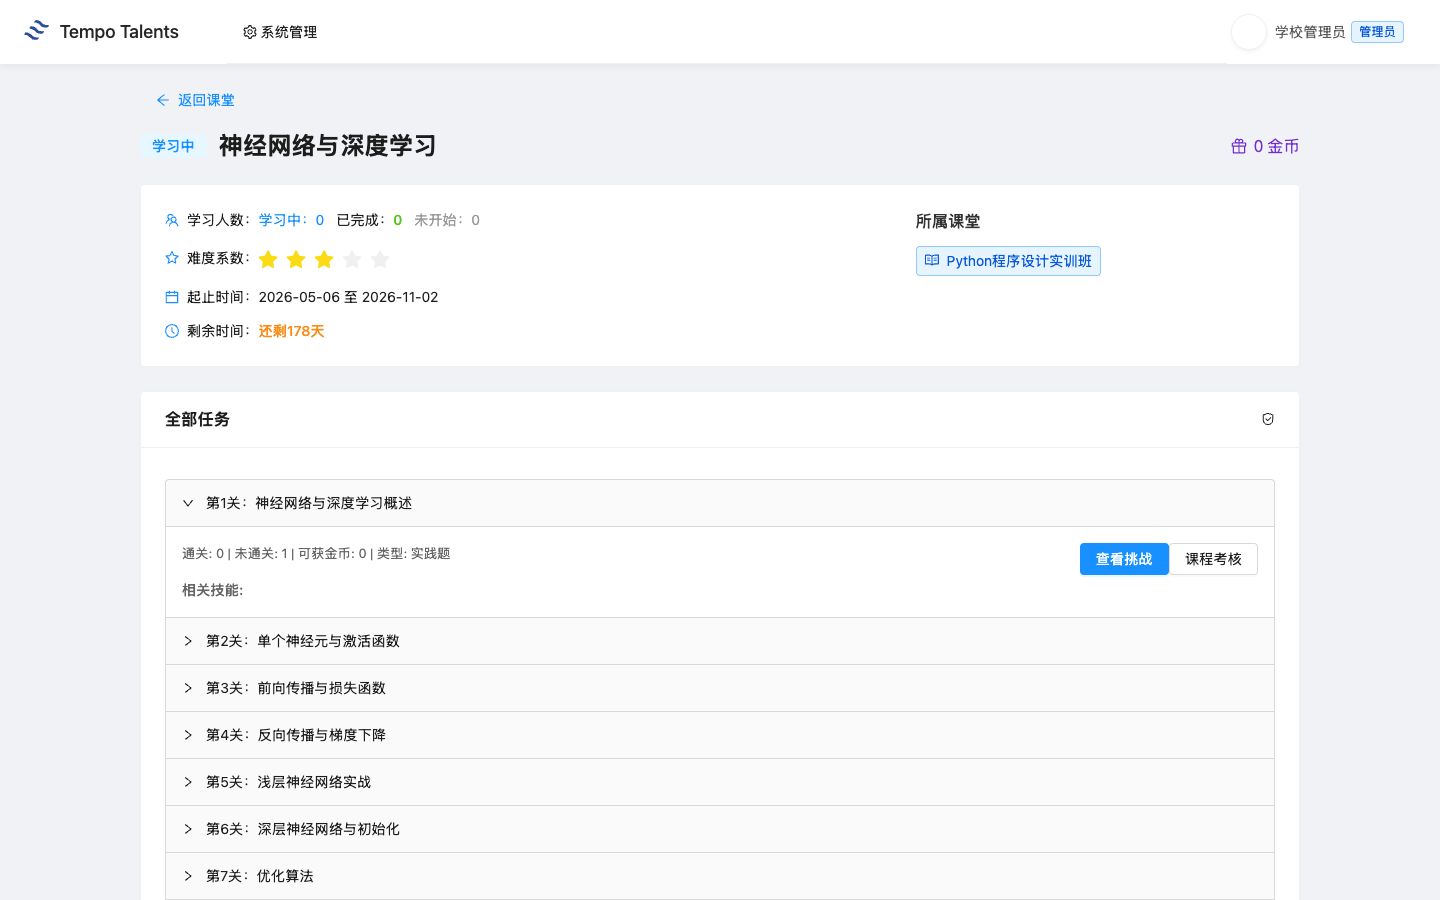 Tempo Talents
系统管理
学校管理员 管理员
返回课堂
学习中 神经网络与深度学习
0 金币
学习人数： 学习中：0 已完成：0 未开始：0
难度系数：
起止时间： 2026-05-06 至 2026-11-02
剩余时间： 还剩178天
所属课堂
Python程序设计实训班
全部任务
第1关：神经网络与深度学习概述
通关: 0 | 未通关: 1 | 可获金币: 0 | 类型: 实践题
查看挑战 课程考核
相关技能:
第2关：单个神经元与激活函数
第3关：前向传播与损失函数
第4关：反向传播与梯度下降
第5关：浅层神经网络实战
第6关：深层神经网络与初始化
第7关：优化算法